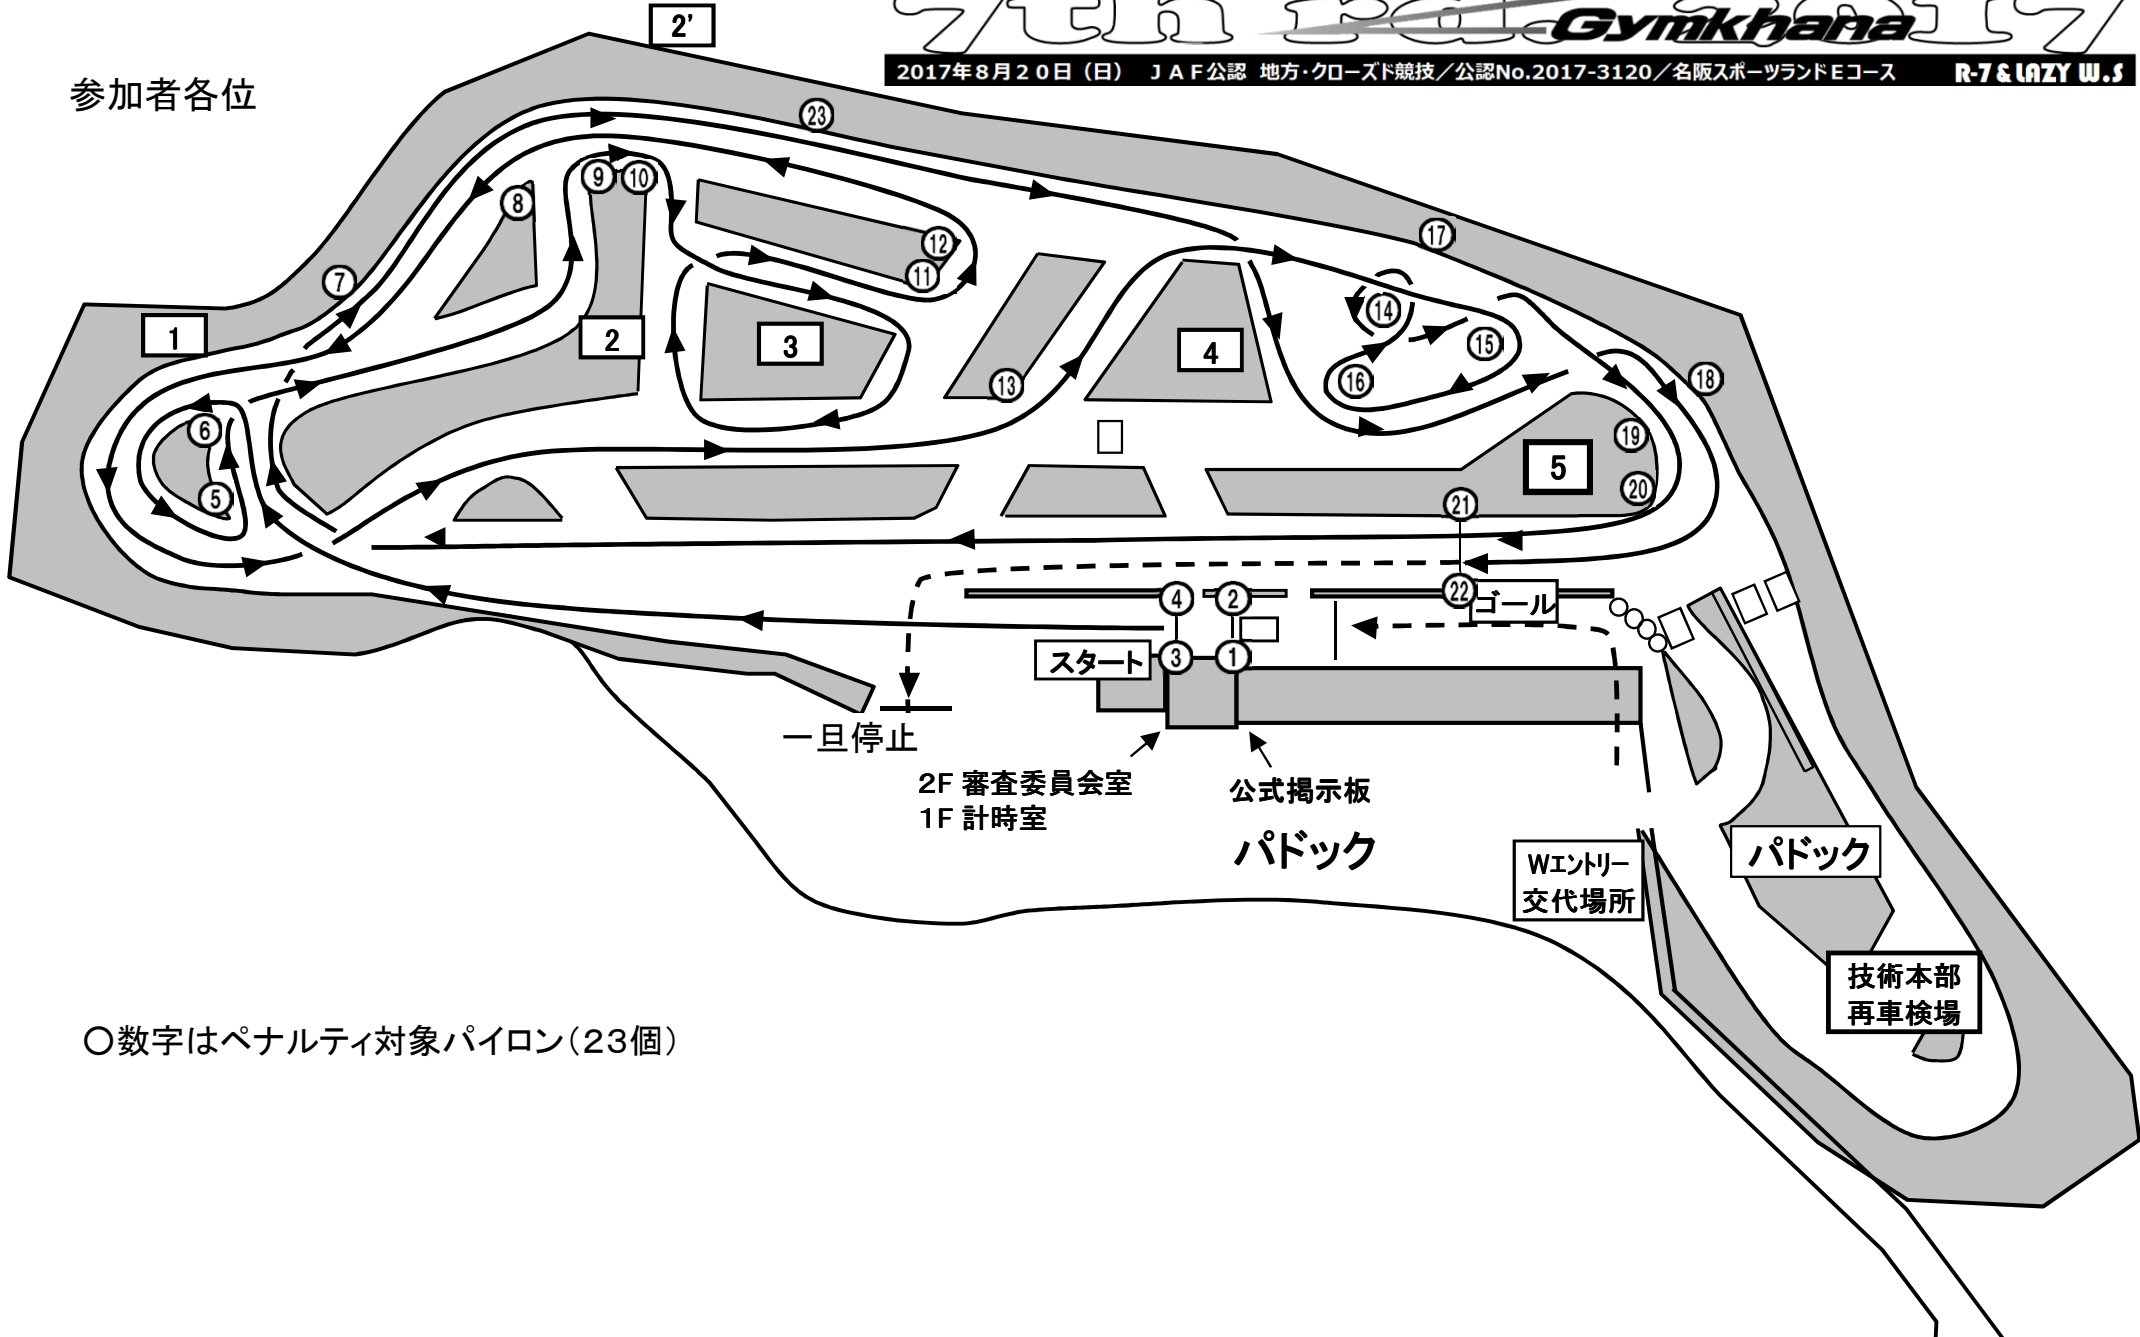 7th rd. 2017
Gymkhana
2017年8月20日（日） JAF公認 地方・クローズド競技／公認No.2017-3120／名阪スポーツランドEコース R-7 & LAZY W.S
参加者各位
2'
23
9
10
8
12
17
11
7
14
1
2
3
4
15
13
16
18
6
19
5
5
20
21
4
2
22
ゴール
スタート
3
1
一旦停止
2F 審査委員会室
1F 計時室
公式掲示板
パドック
Wエントリー
交代場所
パドック
技術本部
再車検場
〇数字はペナルティ対象パイロン（23個）